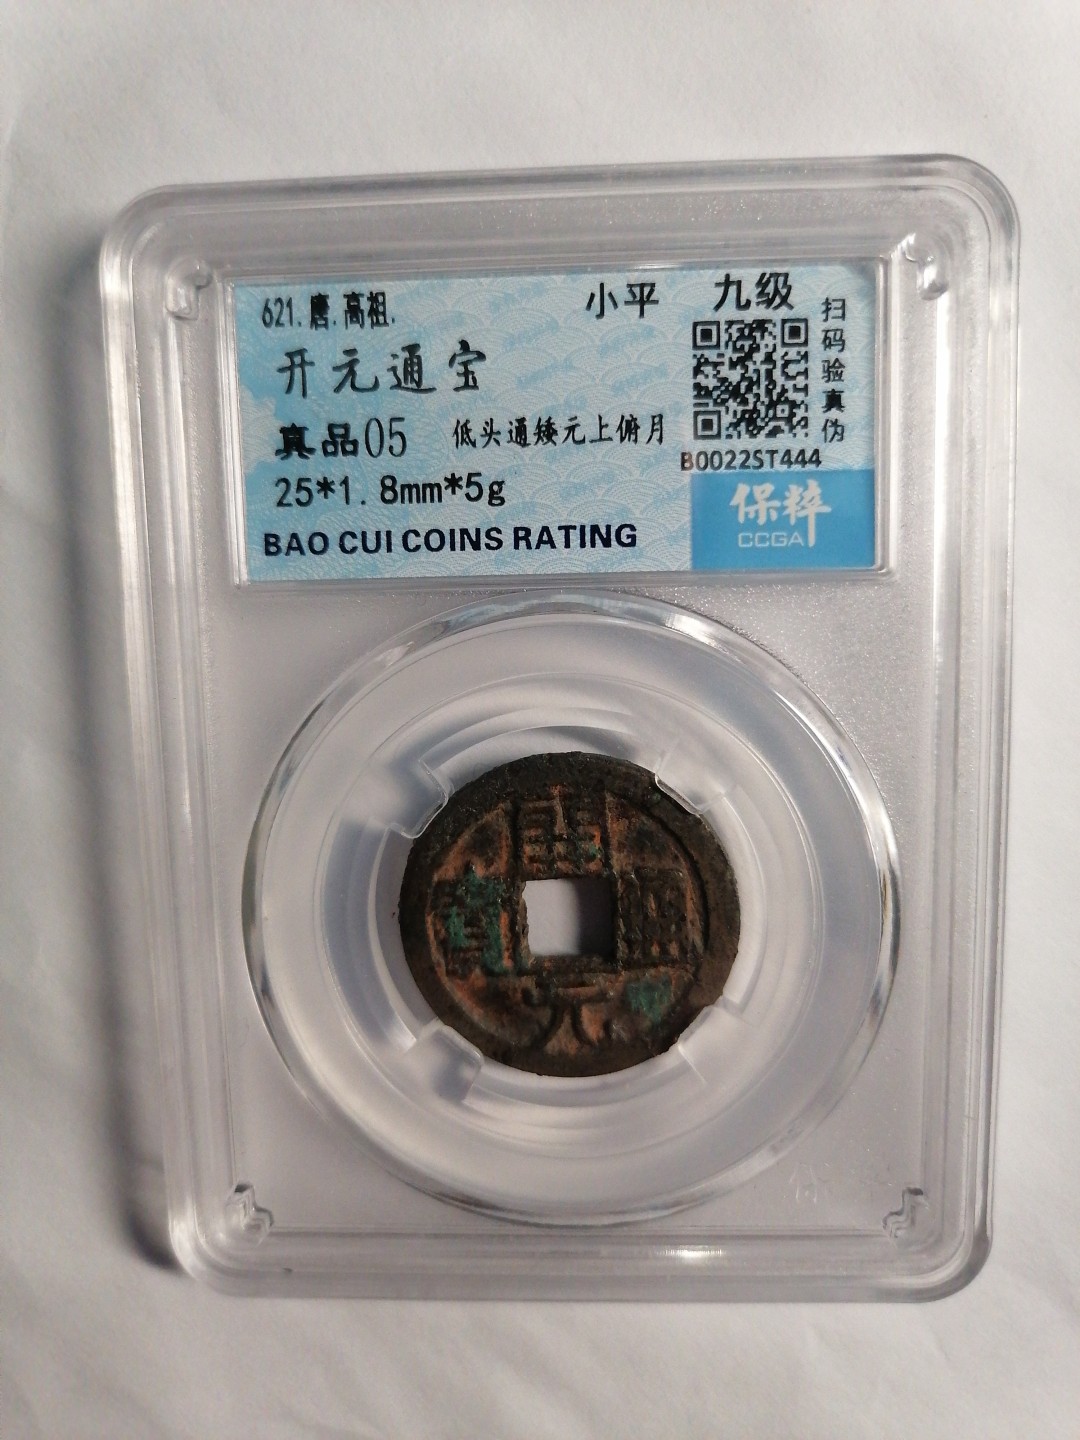 621.唐.高祖.
小平
九级
开元通宝
真品05
低头通矮元上俯月
25*1.8mm*5g
BAO CUI COINS RATING
扫码验真伪
B0022ST444
保粹
CCGA
開
通
寳
元